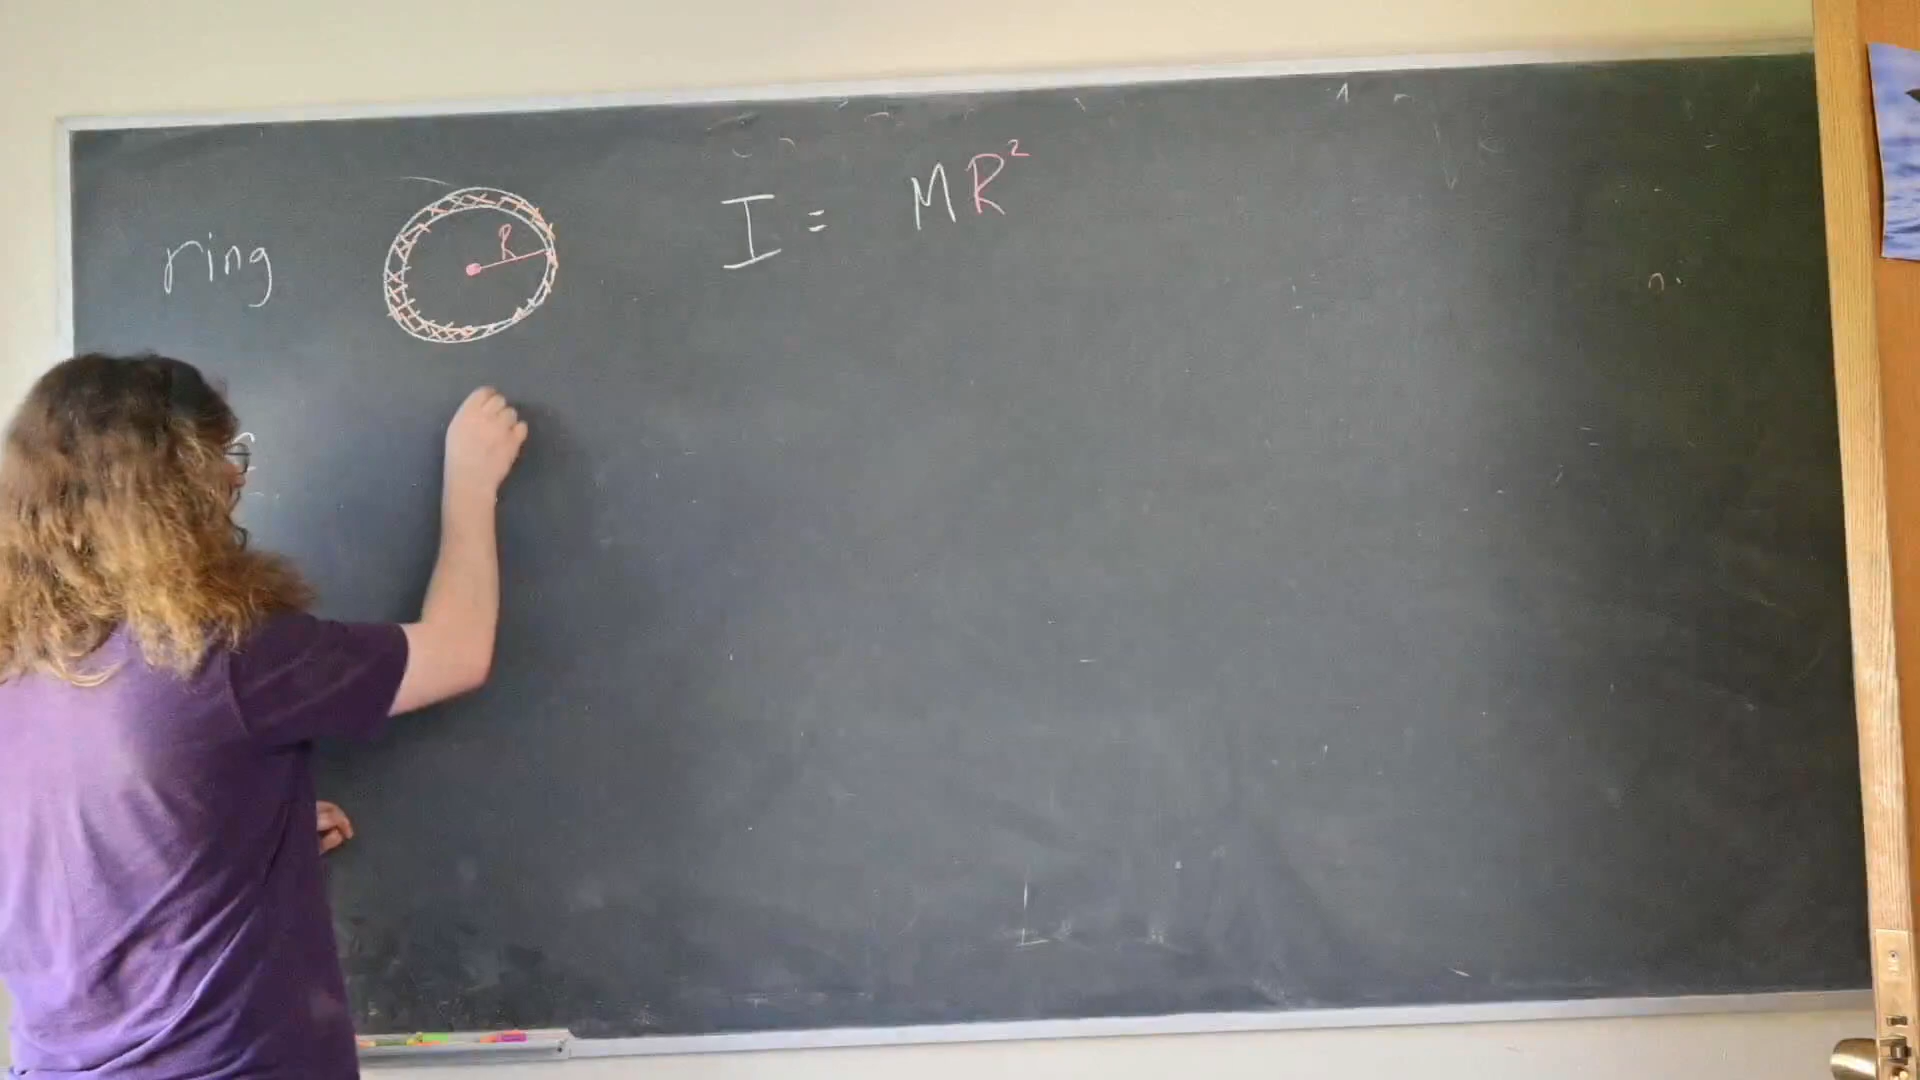 ring
R
I = MR²